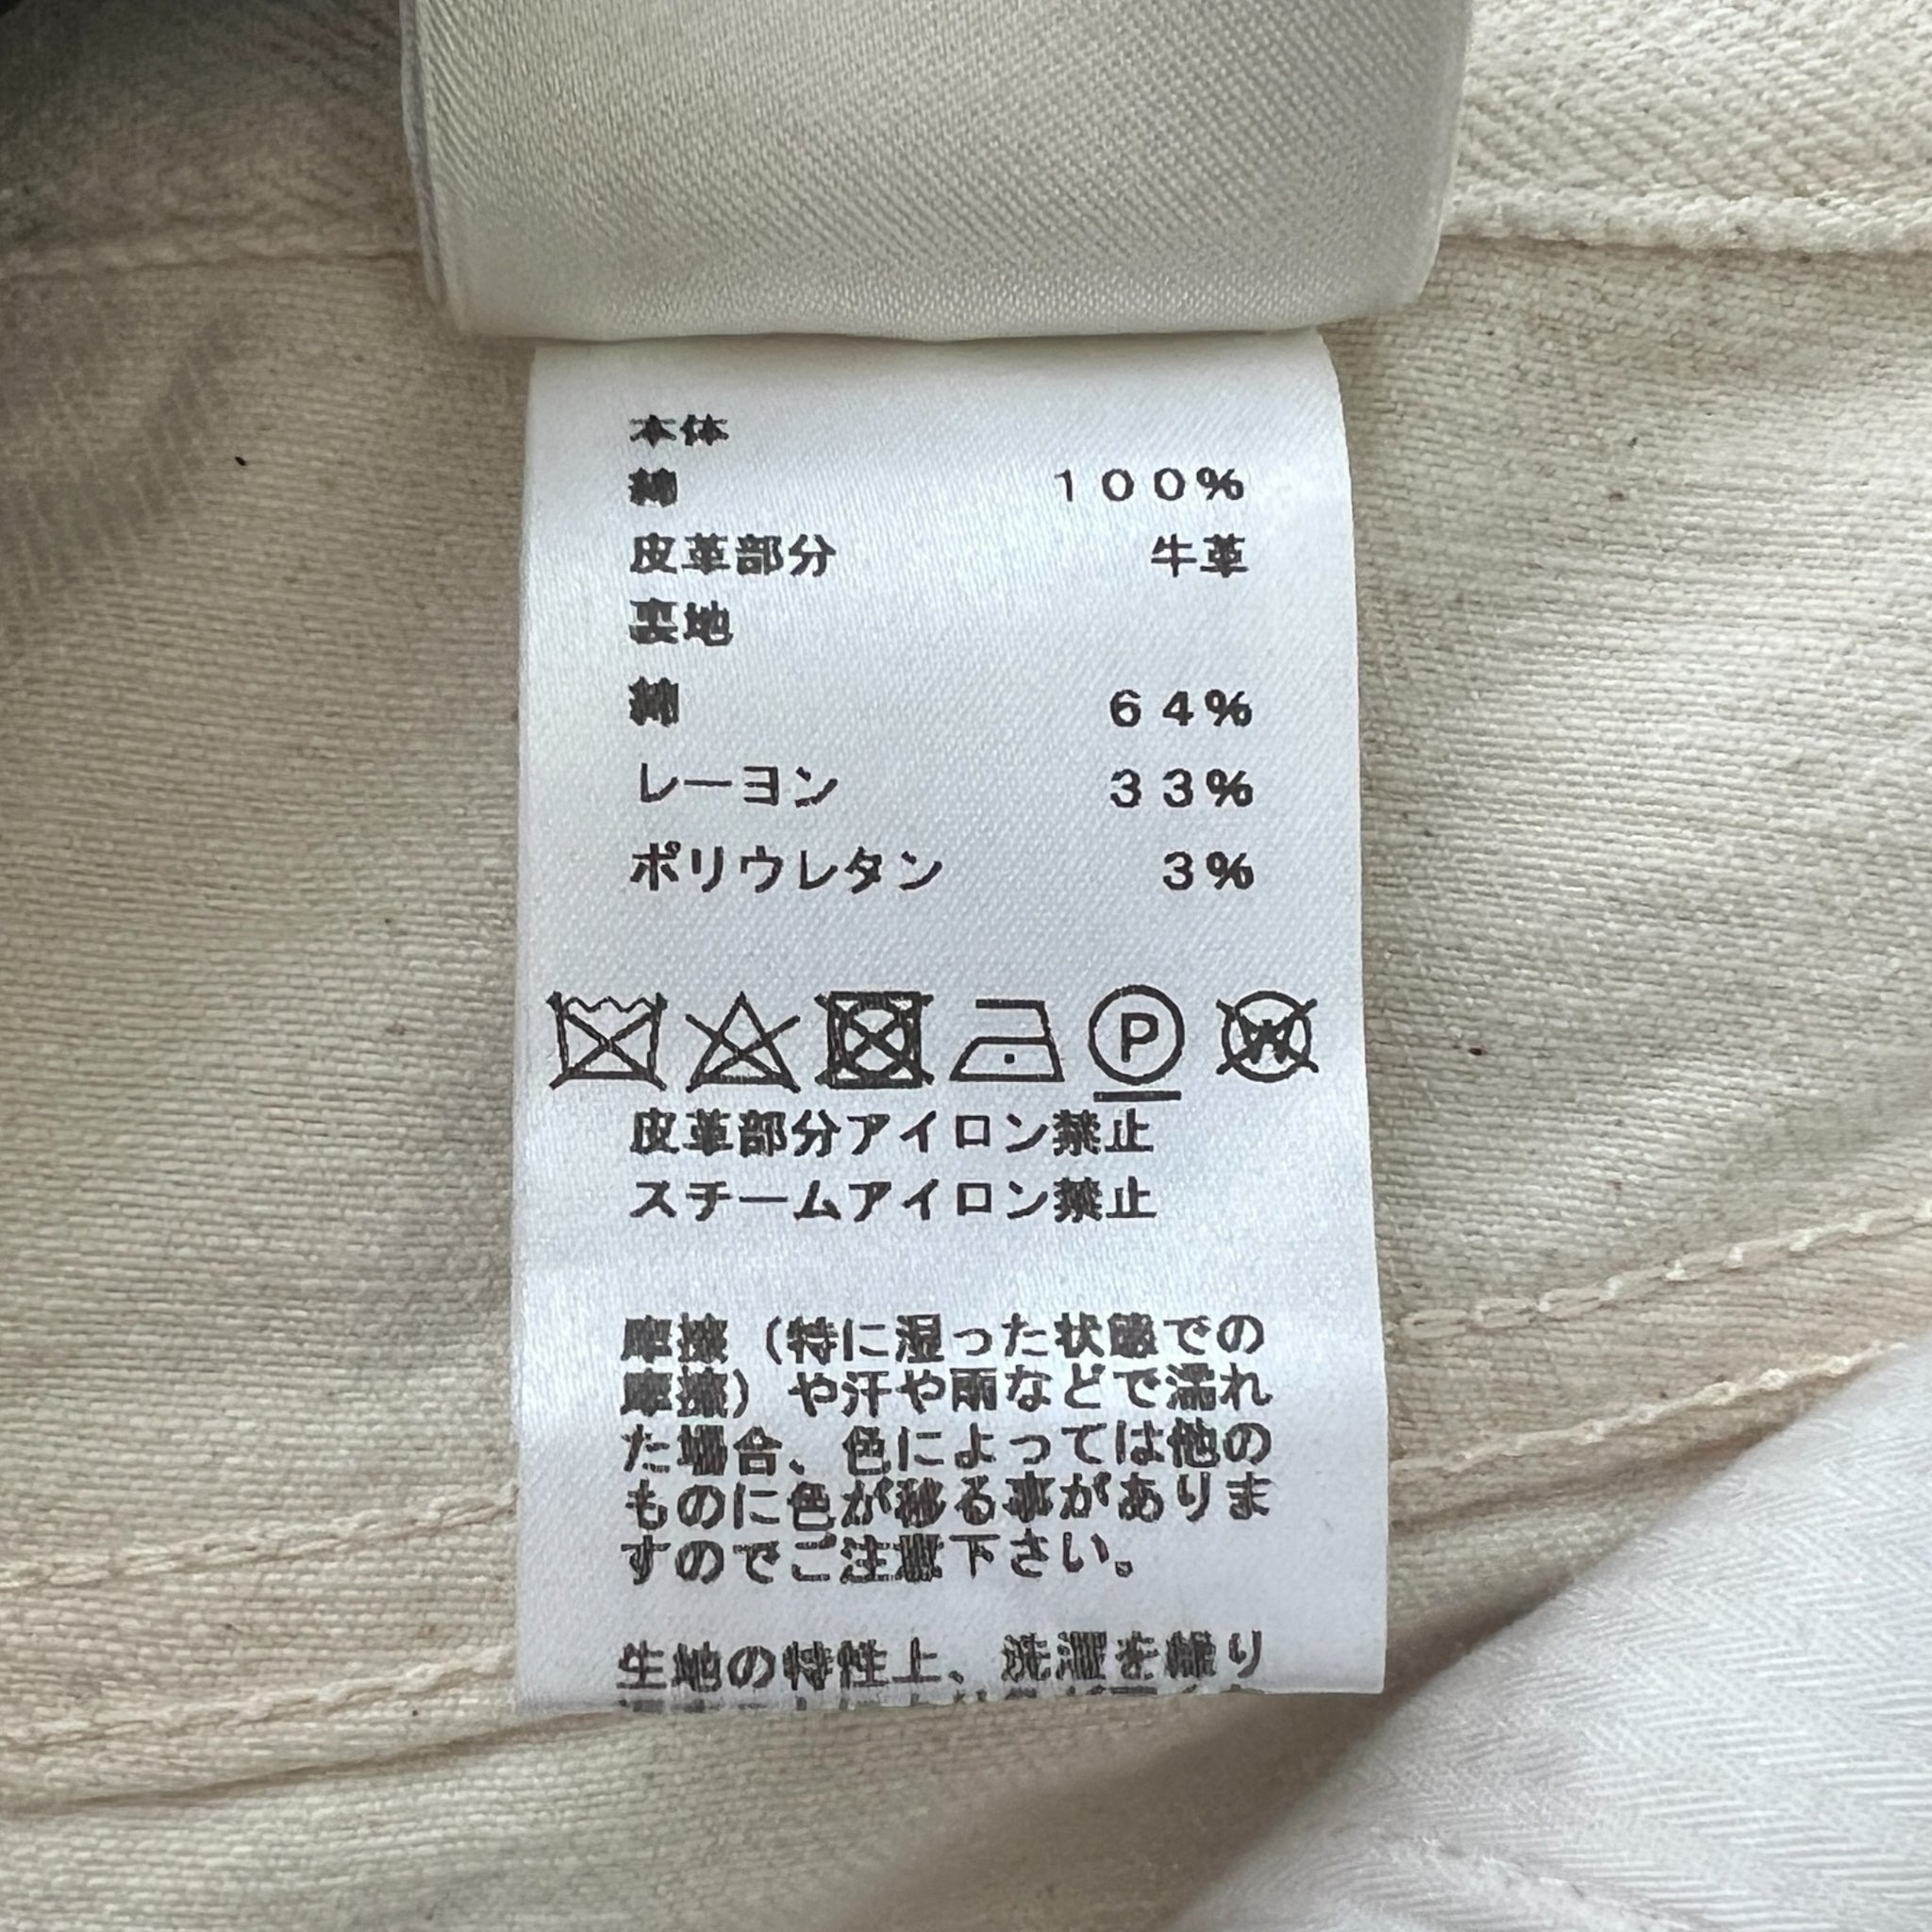 本体
綿 100%
皮革部分 牛革
裏地
綿 64%
レーヨン 33%
ポリウレタン 3%
P W
皮革部分アイロン禁止
スチームアイロン禁止
摩擦(特に湿った状態での
摩擦)や汗や雨などで濡れ
た場合、色によっては他の
ものに色が移る事がありま
すのでご注意下さい。
生地の特性上、洗濯を繰り